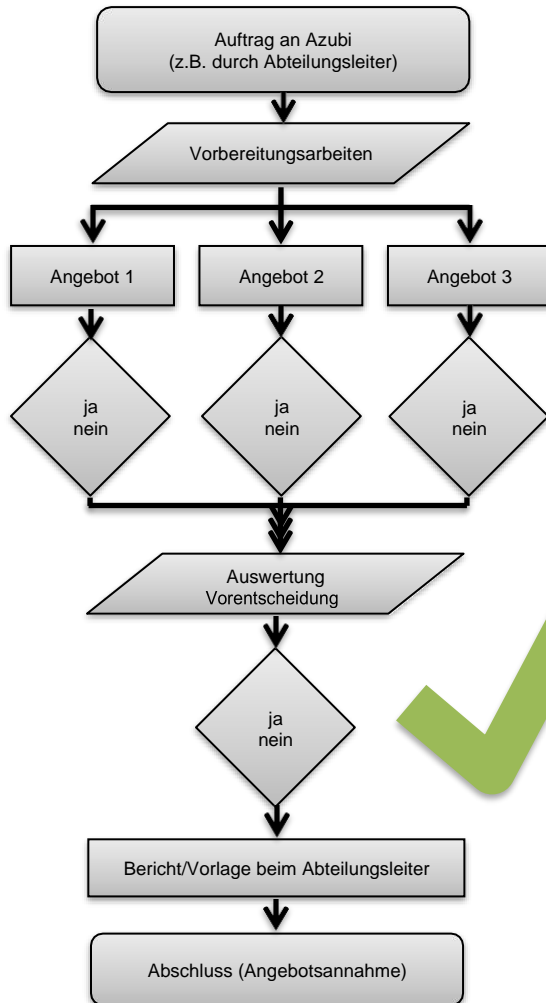 Auftrag an Azubi
(z.B. durch Abteilungsleiter)
Vorbereitungsarbeiten
Angebot 1
Angebot 2
Angebot 3
ja
nein
ja
nein
ja
nein
Auswertung
Vorentscheidung
ja
nein
Bericht/Vorlage beim Abteilungsleiter
Abschluss (Angebotsannahme)